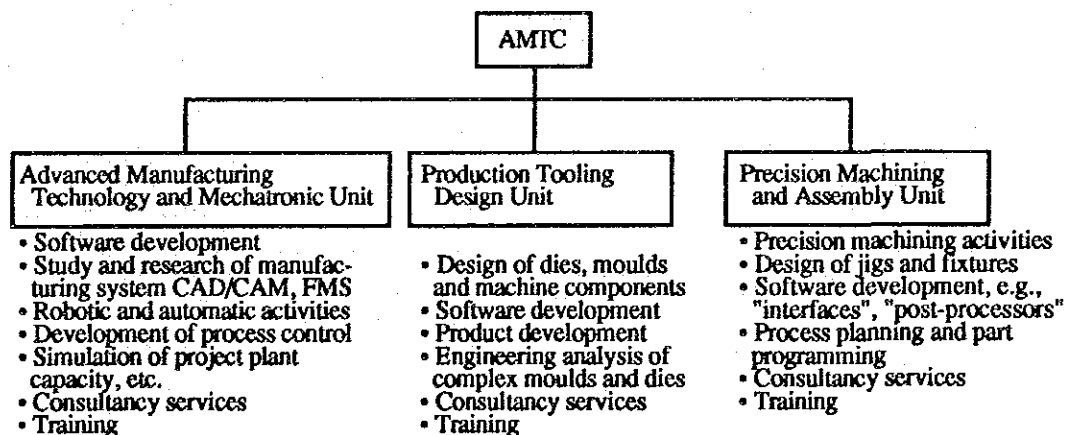 AMTC
Advanced Manufacturing
Technology and Mechatronic Unit
• Software development
• Study and research of manufac-
turing system CAD/CAM, FMS
• Robotic and automatic activities
• Development of process control
• Simulation of project plant
capacity, etc.
• Consultancy services
• Training
Production Tooling
Design Unit
• Design of dies, moulds
and machine components
• Software development
• Product development
• Engineering analysis of
complex moulds and dies
• Consultancy services
• Training
Precision Machining
and Assembly Unit
• Precision machining activities
• Design of jigs and fixtures
• Software development, e.g.,
"interfaces", "post-processors"
• Process planning and part
programming
• Consultancy services
• Training